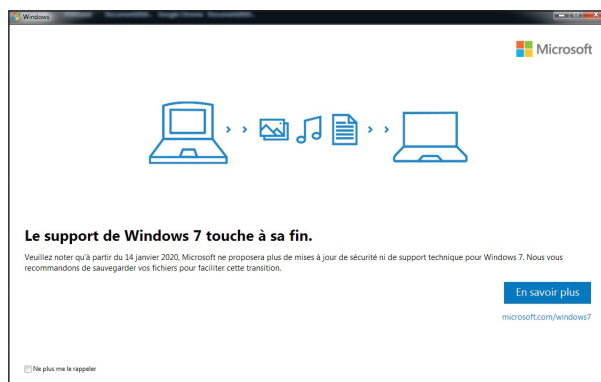 Windows
Microsoft
Le support de Windows 7 touche à sa fin.
Veuillez noter qu'à partir du 14 janvier 2020, Microsoft ne proposera plus de mises à jour de sécurité ni de support technique pour Windows 7. Nous vous
recommandons de sauvegarder vos fichiers pour faciliter cette transition.
En savoir plus
microsoft.com/windows7
Ne plus me le rappeler